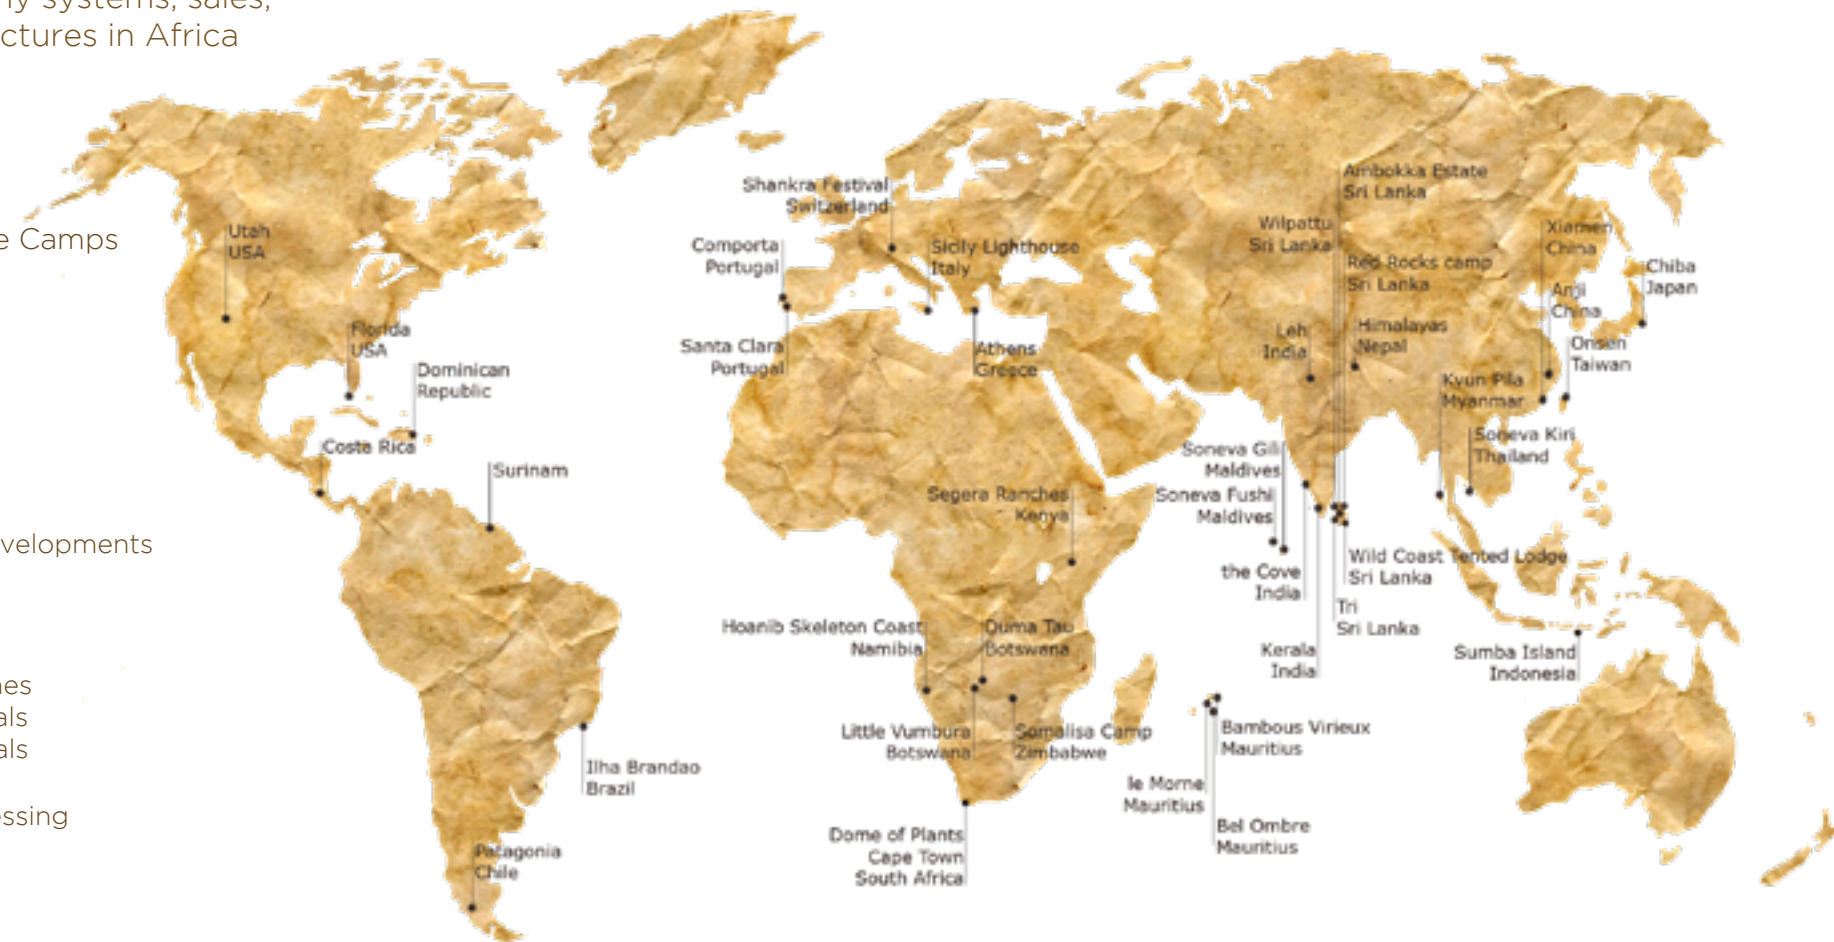 ny systems, sales,
ctures in Africa
e Camps
velopments
nes
als
als
essing
Utah
USA
Florida
USA
Dominican
Republic
Costa Rica
Surinam
Ilha Brandao
Brazil
Patagonia
Chile
Shankra Festival
Switzerland
Comporta
Portugal
Santa Clara
Portugal
Sicily Lighthouse
Italy
Athens
Greece
Segera Ranches
Kenya
Hoanib Skeleton Coast
Namibia
Duma Tau
Botswana
Little Vumbura
Botswana
Somalisa Camp
Zimbabwe
Dome of Plants
Cape Town
South Africa
Ambokka Estate
Sri Lanka
Wilpattu
Sri Lanka
Red Rocks camp
Sri Lanka
Leh
India
Himalayas
Nepal
Xiamen
China
Anji
China
Chiba
Japan
Onsen
Taiwan
Kyun Pila
Myanmar
Soneva Kiri
Thailand
Soneva Gili
Maldives
Soneva Fushi
Maldives
the Cove
India
Kerala
India
Wild Coast Tented Lodge
Sri Lanka
Tri
Sri Lanka
Sumba Island
Indonesia
Bambous Virieux
Mauritius
le Morne
Mauritius
Bel Ombre
Mauritius